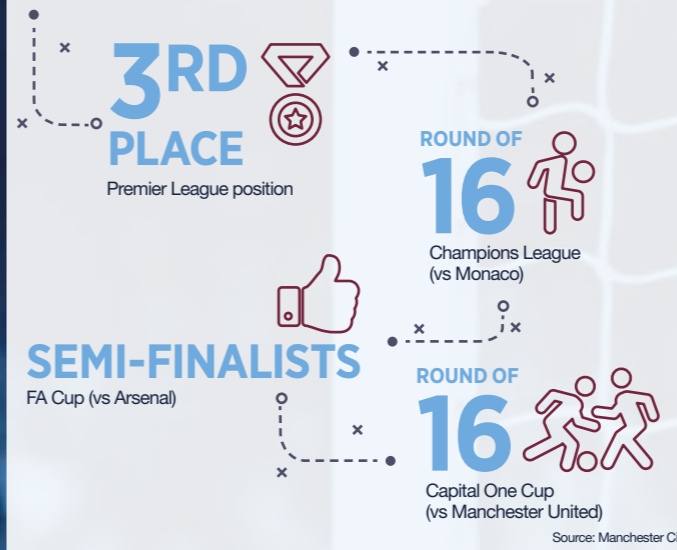 3RD
PLACE
Premier League position
ROUND OF
16
Champions League
(vs Monaco)
SEMI-FINALISTS
FA Cup (vs Arsenal)
ROUND OF
16
Capital One Cup
(vs Manchester United)
Source: Manchester